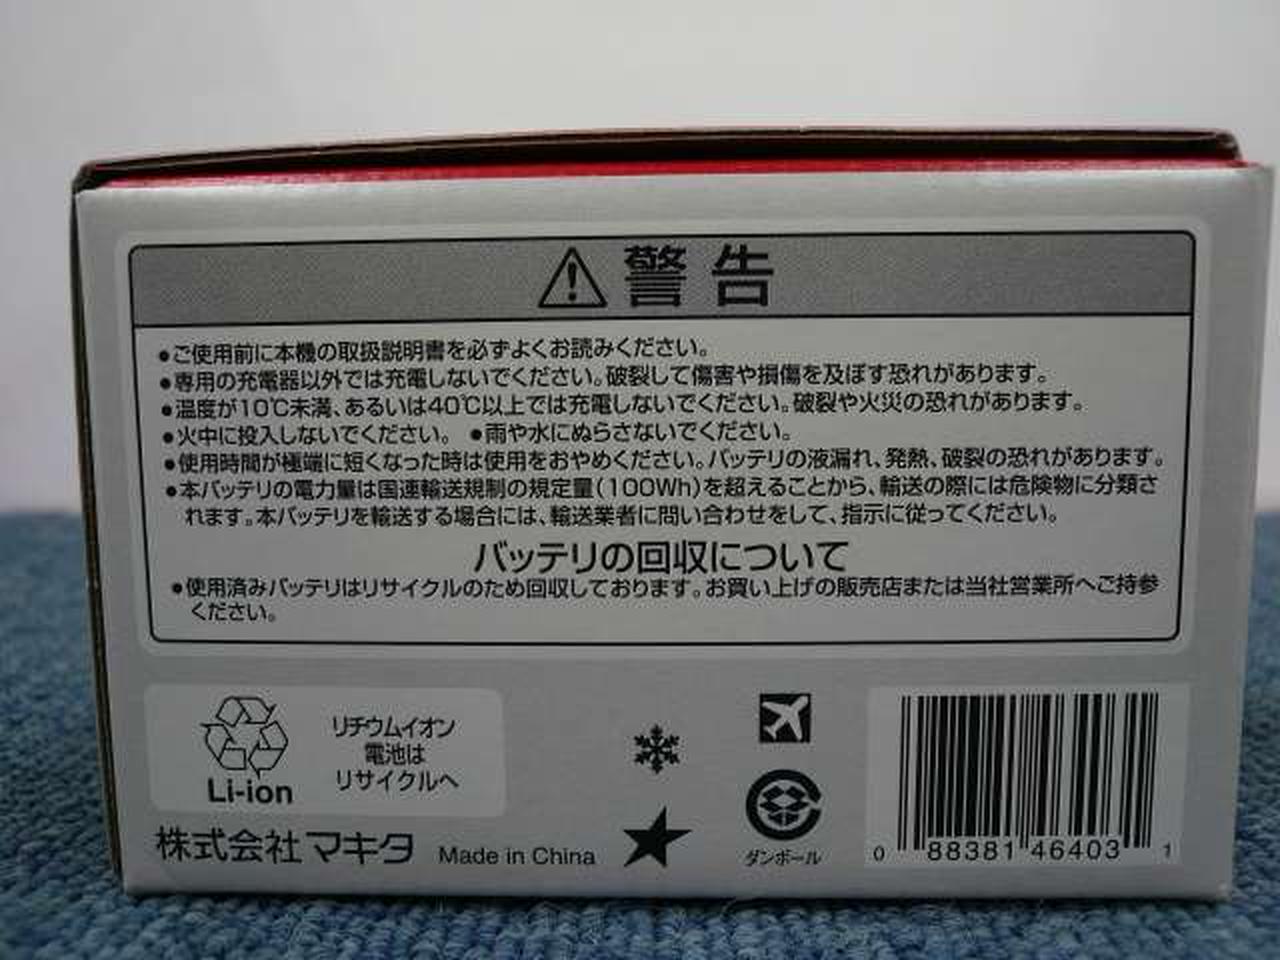 警告
●ご使用前に本機の取扱説明書を必ずよくお読みください。
●専用の充電器以外では充電しないでください。破裂して傷害や損傷を及ぼす恐れがあります。
●温度が10℃未満、あるいは40℃以上では充電しないでください。破裂や火災の恐れがあります。
●火中に投入しないでください。 ●雨や水にぬらさないでください。
●使用時間が極端に短くなった時は使用をおやめください。バッテリの液漏れ、発熱、破裂の恐れがあります。
●本バッテリの電力量は国連輸送規制の規定量(100Wh)を超えることから、輸送の際には危険物に分類さ
れます。本バッテリを輸送する場合には、輸送業者に問い合わせをして、指示に従ってください。
バッテリの回収について
●使用済みバッテリはリサイクルのため回収しております。お買い上げの販売店または当社営業所へご持参
ください。
リチウムイオン
電池は
リサイクルへ
Li-ion
株式会社マキタ Made in China
ダンボール
0 88381 46403 1